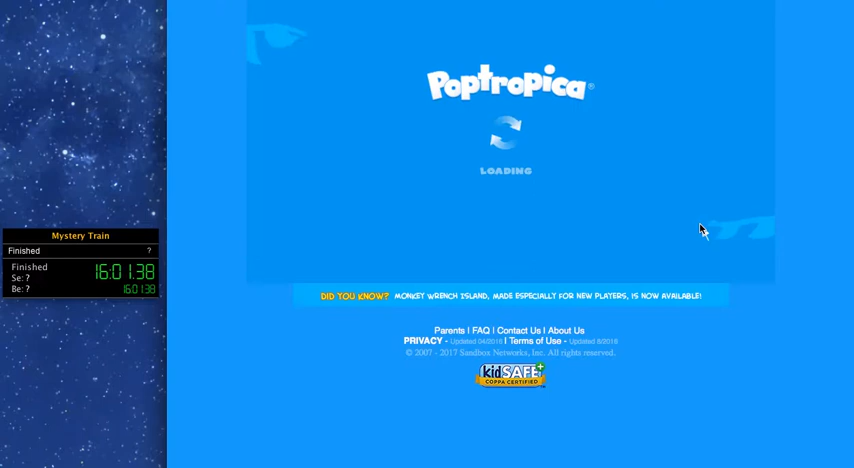 Poptropica®
LOADING
Mystery Train
Finished ?
Finished 16:01.38
Se: ?
Be: ? 16:01.38
DID YOU KNOW? MONKEY WRENCH ISLAND, MADE ESPECIALLY FOR NEW PLAYERS, IS NOW AVAILABLE!
Parents | FAQ | Contact Us | About Us
PRIVACY - Updated 04/2016 | Terms of Use - Updated 8/2016
© 2007 - 2017 Sandbox Networks, Inc. All rights reserved.
kidSAFE+
COPPA CERTIFIED